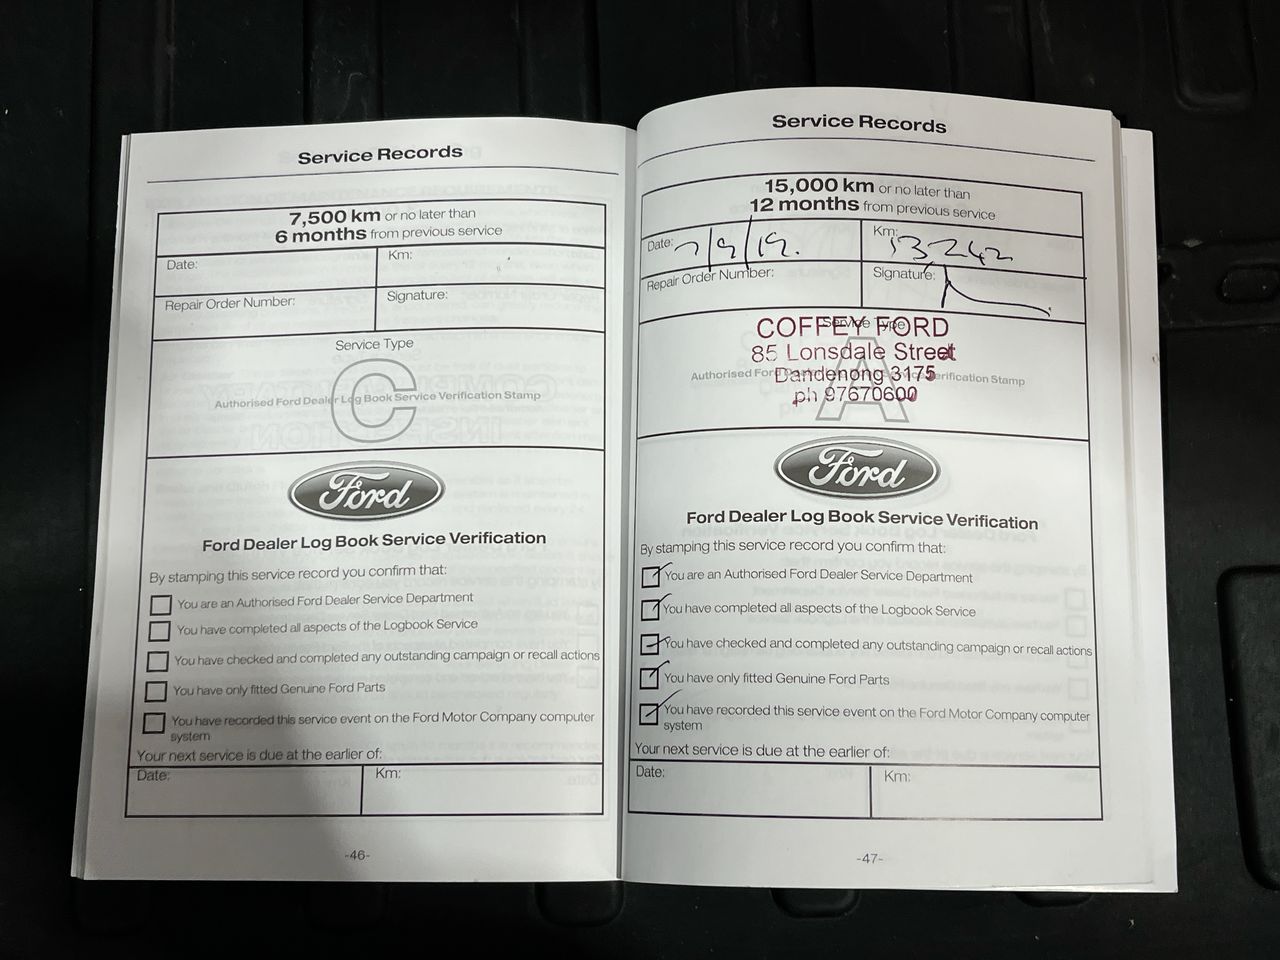 Service Records
7,500 km or no later than
6 months from previous service
Date:
Km:
Repair Order Number:
Signature:
Service Type
C
Authorised Ford Dealer Log Book Service Verification Stamp
Ford
Ford Dealer Log Book Service Verification
By stamping this service record you confirm that:
You are an Authorised Ford Dealer Service Department
You have completed all aspects of the Logbook Service
You have checked and completed any outstanding campaign or recall actions
You have only fitted Genuine Ford Parts
You have recorded this service event on the Ford Motor Company computer
system
Your next service is due at the earlier of:
Date:
Km:
-46-
Service Records
15,000 km or no later than
12 months from previous service
Date: 7/9/19.
Km: 13242
Repair Order Number:
Signature:
Service Type
COFFEY FORD
85 Lonsdale Street
Authorised Ford Service Verification Stamp
A
Dandenong 3175
ph 97670600
Ford
Ford Dealer Log Book Service Verification
By stamping this service record you confirm that:
You are an Authorised Ford Dealer Service Department
You have completed all aspects of the Logbook Service
You have checked and completed any outstanding campaign or recall actions
You have only fitted Genuine Ford Parts
You have recorded this service event on the Ford Motor Company computer
system
Your next service is due at the earlier of:
Date:
Km:
-47-